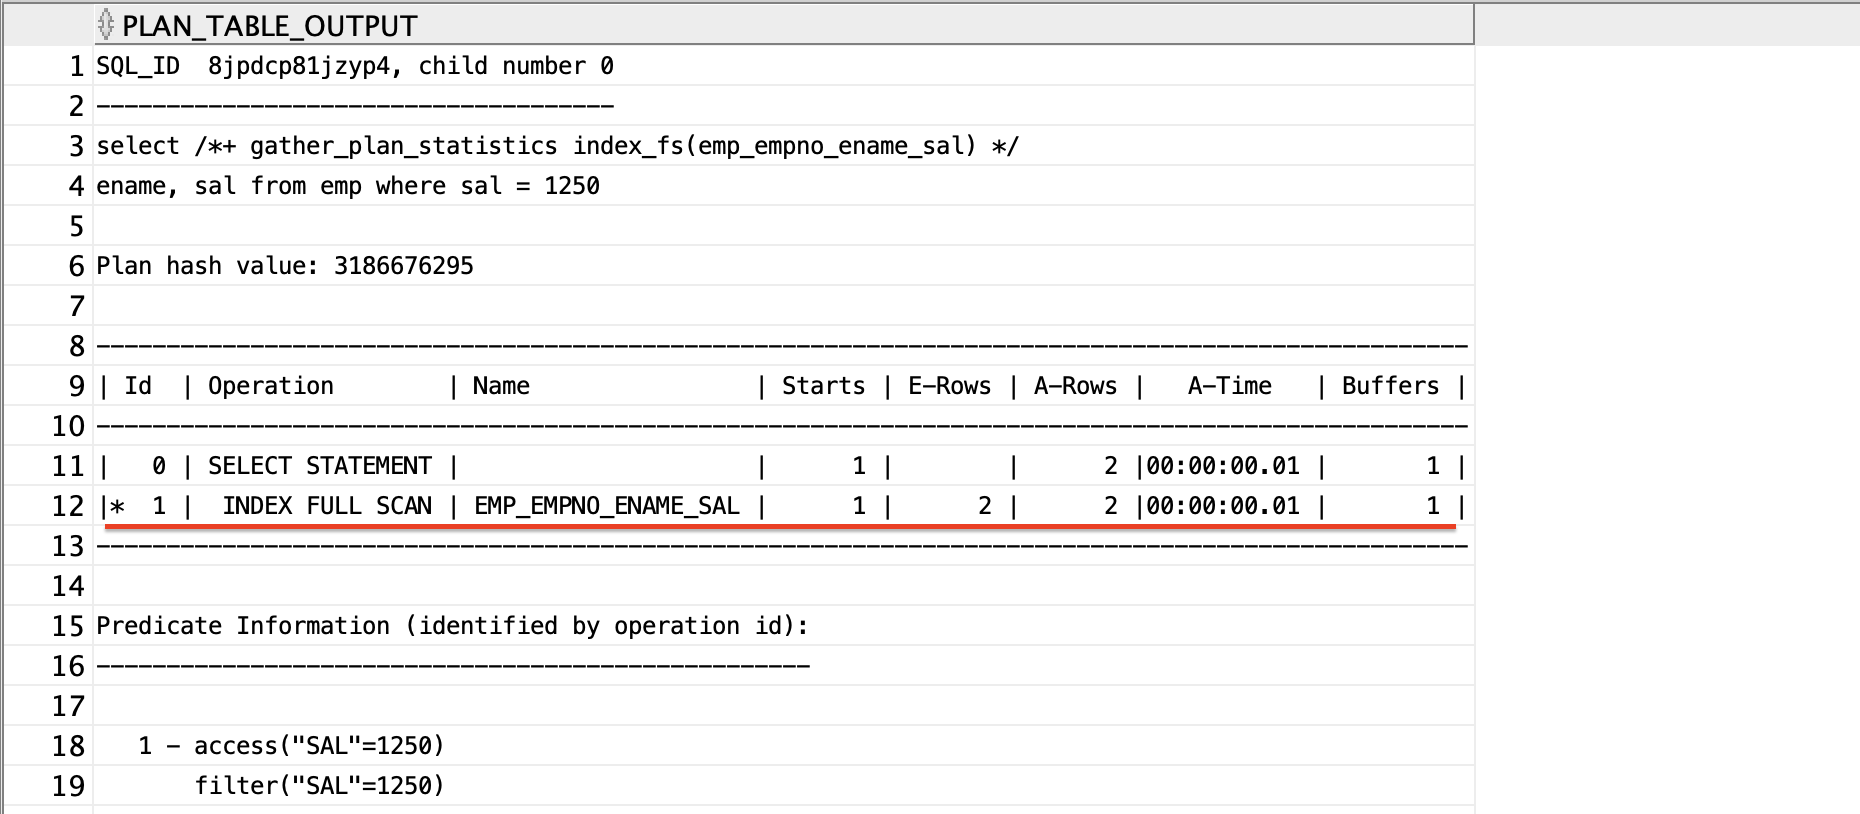 PLAN_TABLE_OUTPUT
1 SQL_ID  8jpdcp81jzyp4, child number 0
2 -------------------------------------
3 select /*+ gather_plan_statistics index_fs(emp_empno_ename_sal) */
4 ename, sal from emp where sal = 1250
5
6 Plan hash value: 3186676295
7
8 --------------------------------------------------------------------------------------------------
9 | Id  | Operation        | Name                | Starts | E-Rows | A-Rows |   A-Time   | Buffers |
10 --------------------------------------------------------------------------------------------------
11 |   0 | SELECT STATEMENT |                     |      1 |        |      2 |00:00:00.01 |       1 |
12 |*  1 |  INDEX FULL SCAN | EMP_EMPNO_ENAME_SAL |      1 |      2 |      2 |00:00:00.01 |       1 |
13 --------------------------------------------------------------------------------------------------
14
15 Predicate Information (identified by operation id):
16 ---------------------------------------------------
17
18    1 - access("SAL"=1250)
19        filter("SAL"=1250)